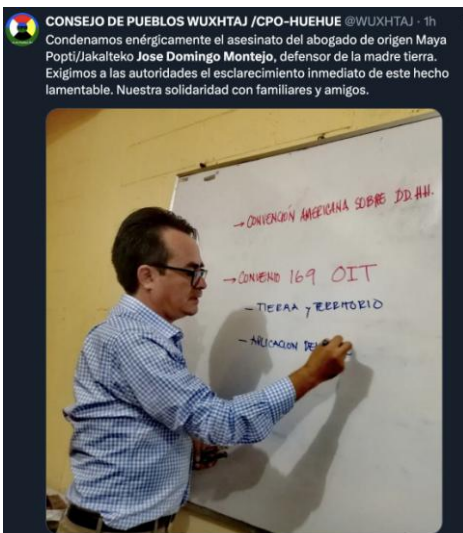 CONSEJO DE PUEBLOS WUXHTAJ /CPO-HUEHUE @WUXHTAJ · 1h
Condenamos enérgicamente el asesinato del abogado de origen Maya
Popti/Jakalteko Jose Domingo Montejo, defensor de la madre tierra.
Exigimos a las autoridades el esclarecimiento inmediato de este hecho
lamentable. Nuestra solidaridad con familiares y amigos.
→ CONVENCIÓN AMERICANA SOBRE DD.HH.
→ CONVENIO 169 OIT
- TIERRA y TERRITORIO
- APLICACION